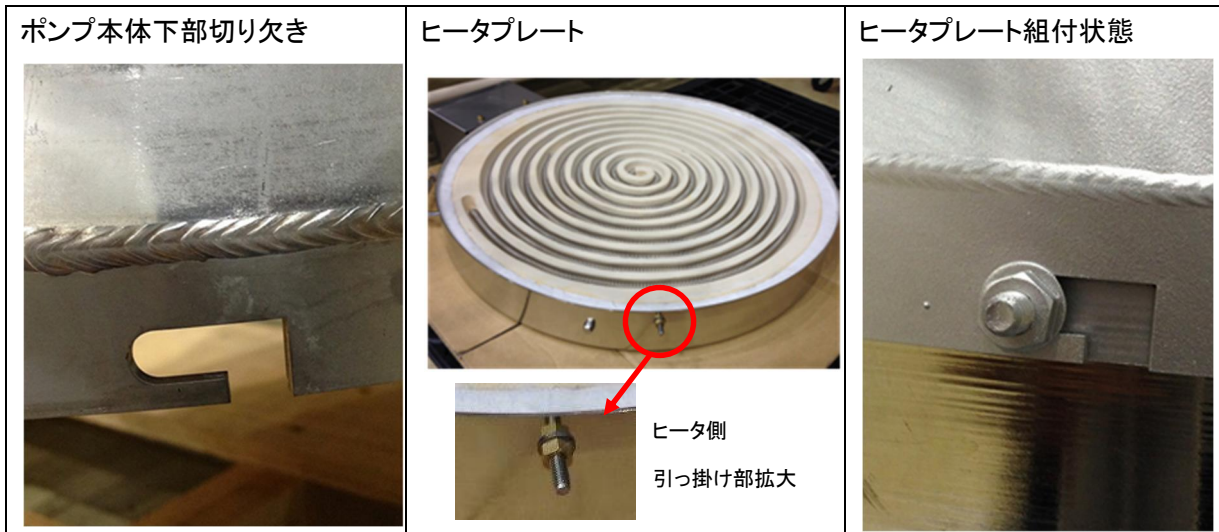 ポンプ本体下部切り欠き
ヒータプレート
ヒータ側
引っ掛け部拡大
ヒータプレート組付状態